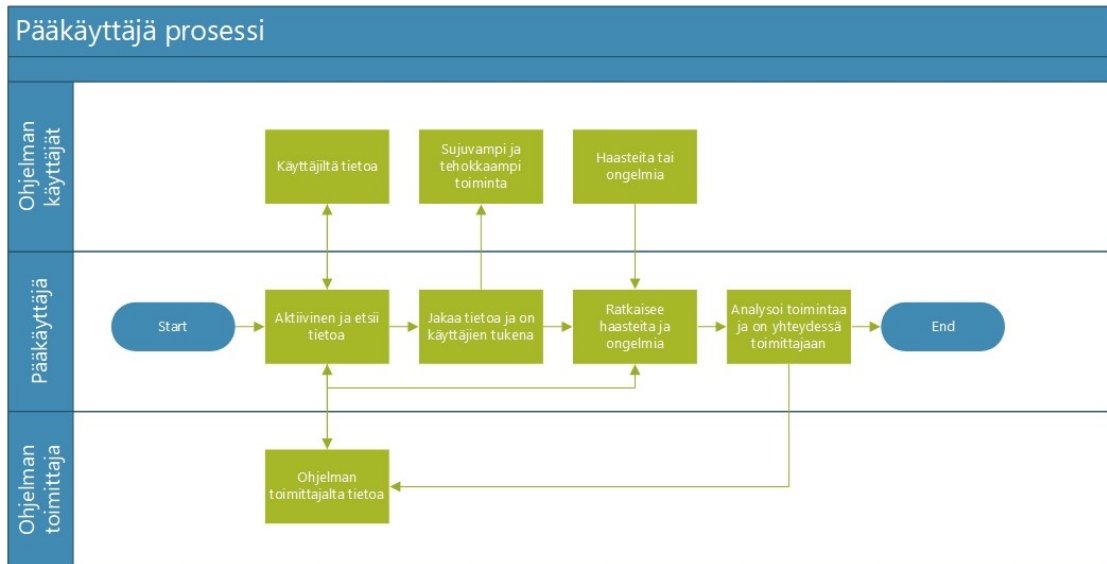 Pääkäyttäjä prosessi
Ohjelman
käyttäjät
Käyttäjiltä tietoa
Sujuvampi ja
tehokkaampi
toiminta
Haasteita tai
ongelmia
Pääkäyttäjä
Start
Aktiivinen ja etsii
tietoa
Jakaa tietoa ja on
käyttäjien tukena
Ratkaisee
haasteita ja
ongelmia
Analysoi toimintaa
ja on yhteydessä
toimittajaan
End
Ohjelman
toimittaja
Ohjelman
toimittajalta tietoa